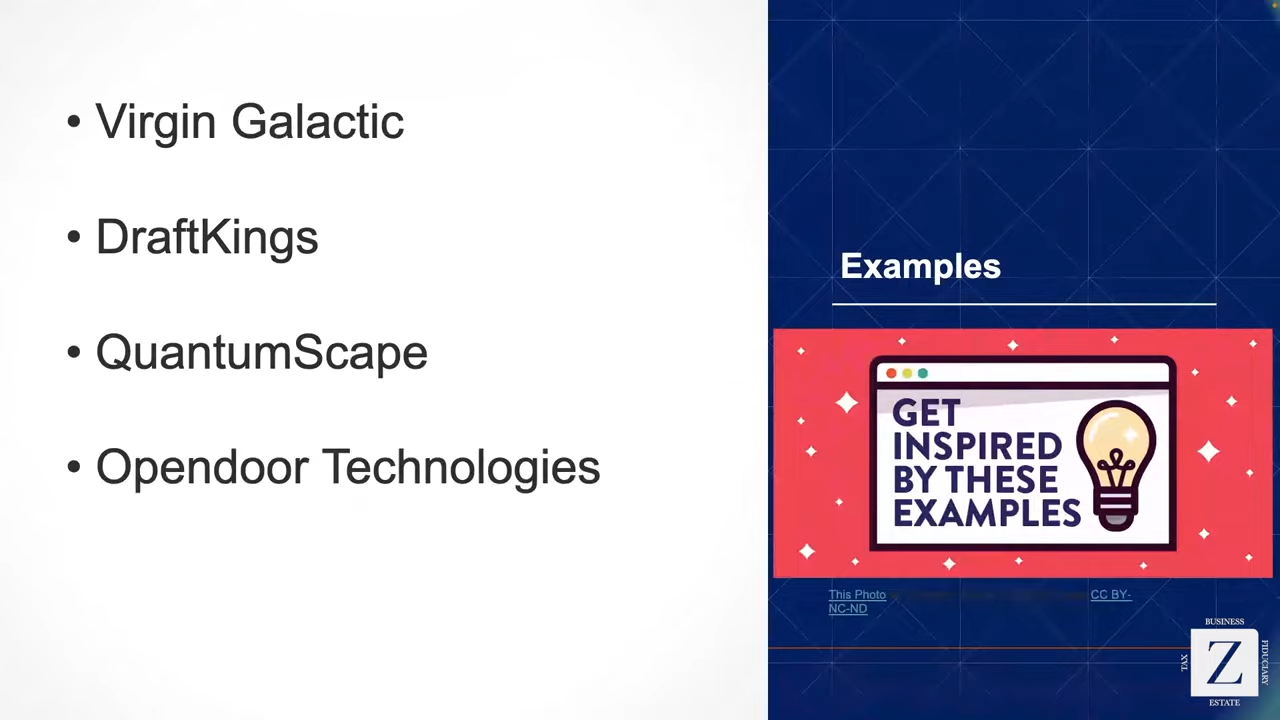 • Virgin Galactic
• DraftKings
• QuantumScape
• Opendoor Technologies
Examples
GET
INSPIRED
BY THESE
EXAMPLES
This Photo CC BY-
NC-ND
BUSINESS
TAX
Z
FIDUCIARY
ESTATE